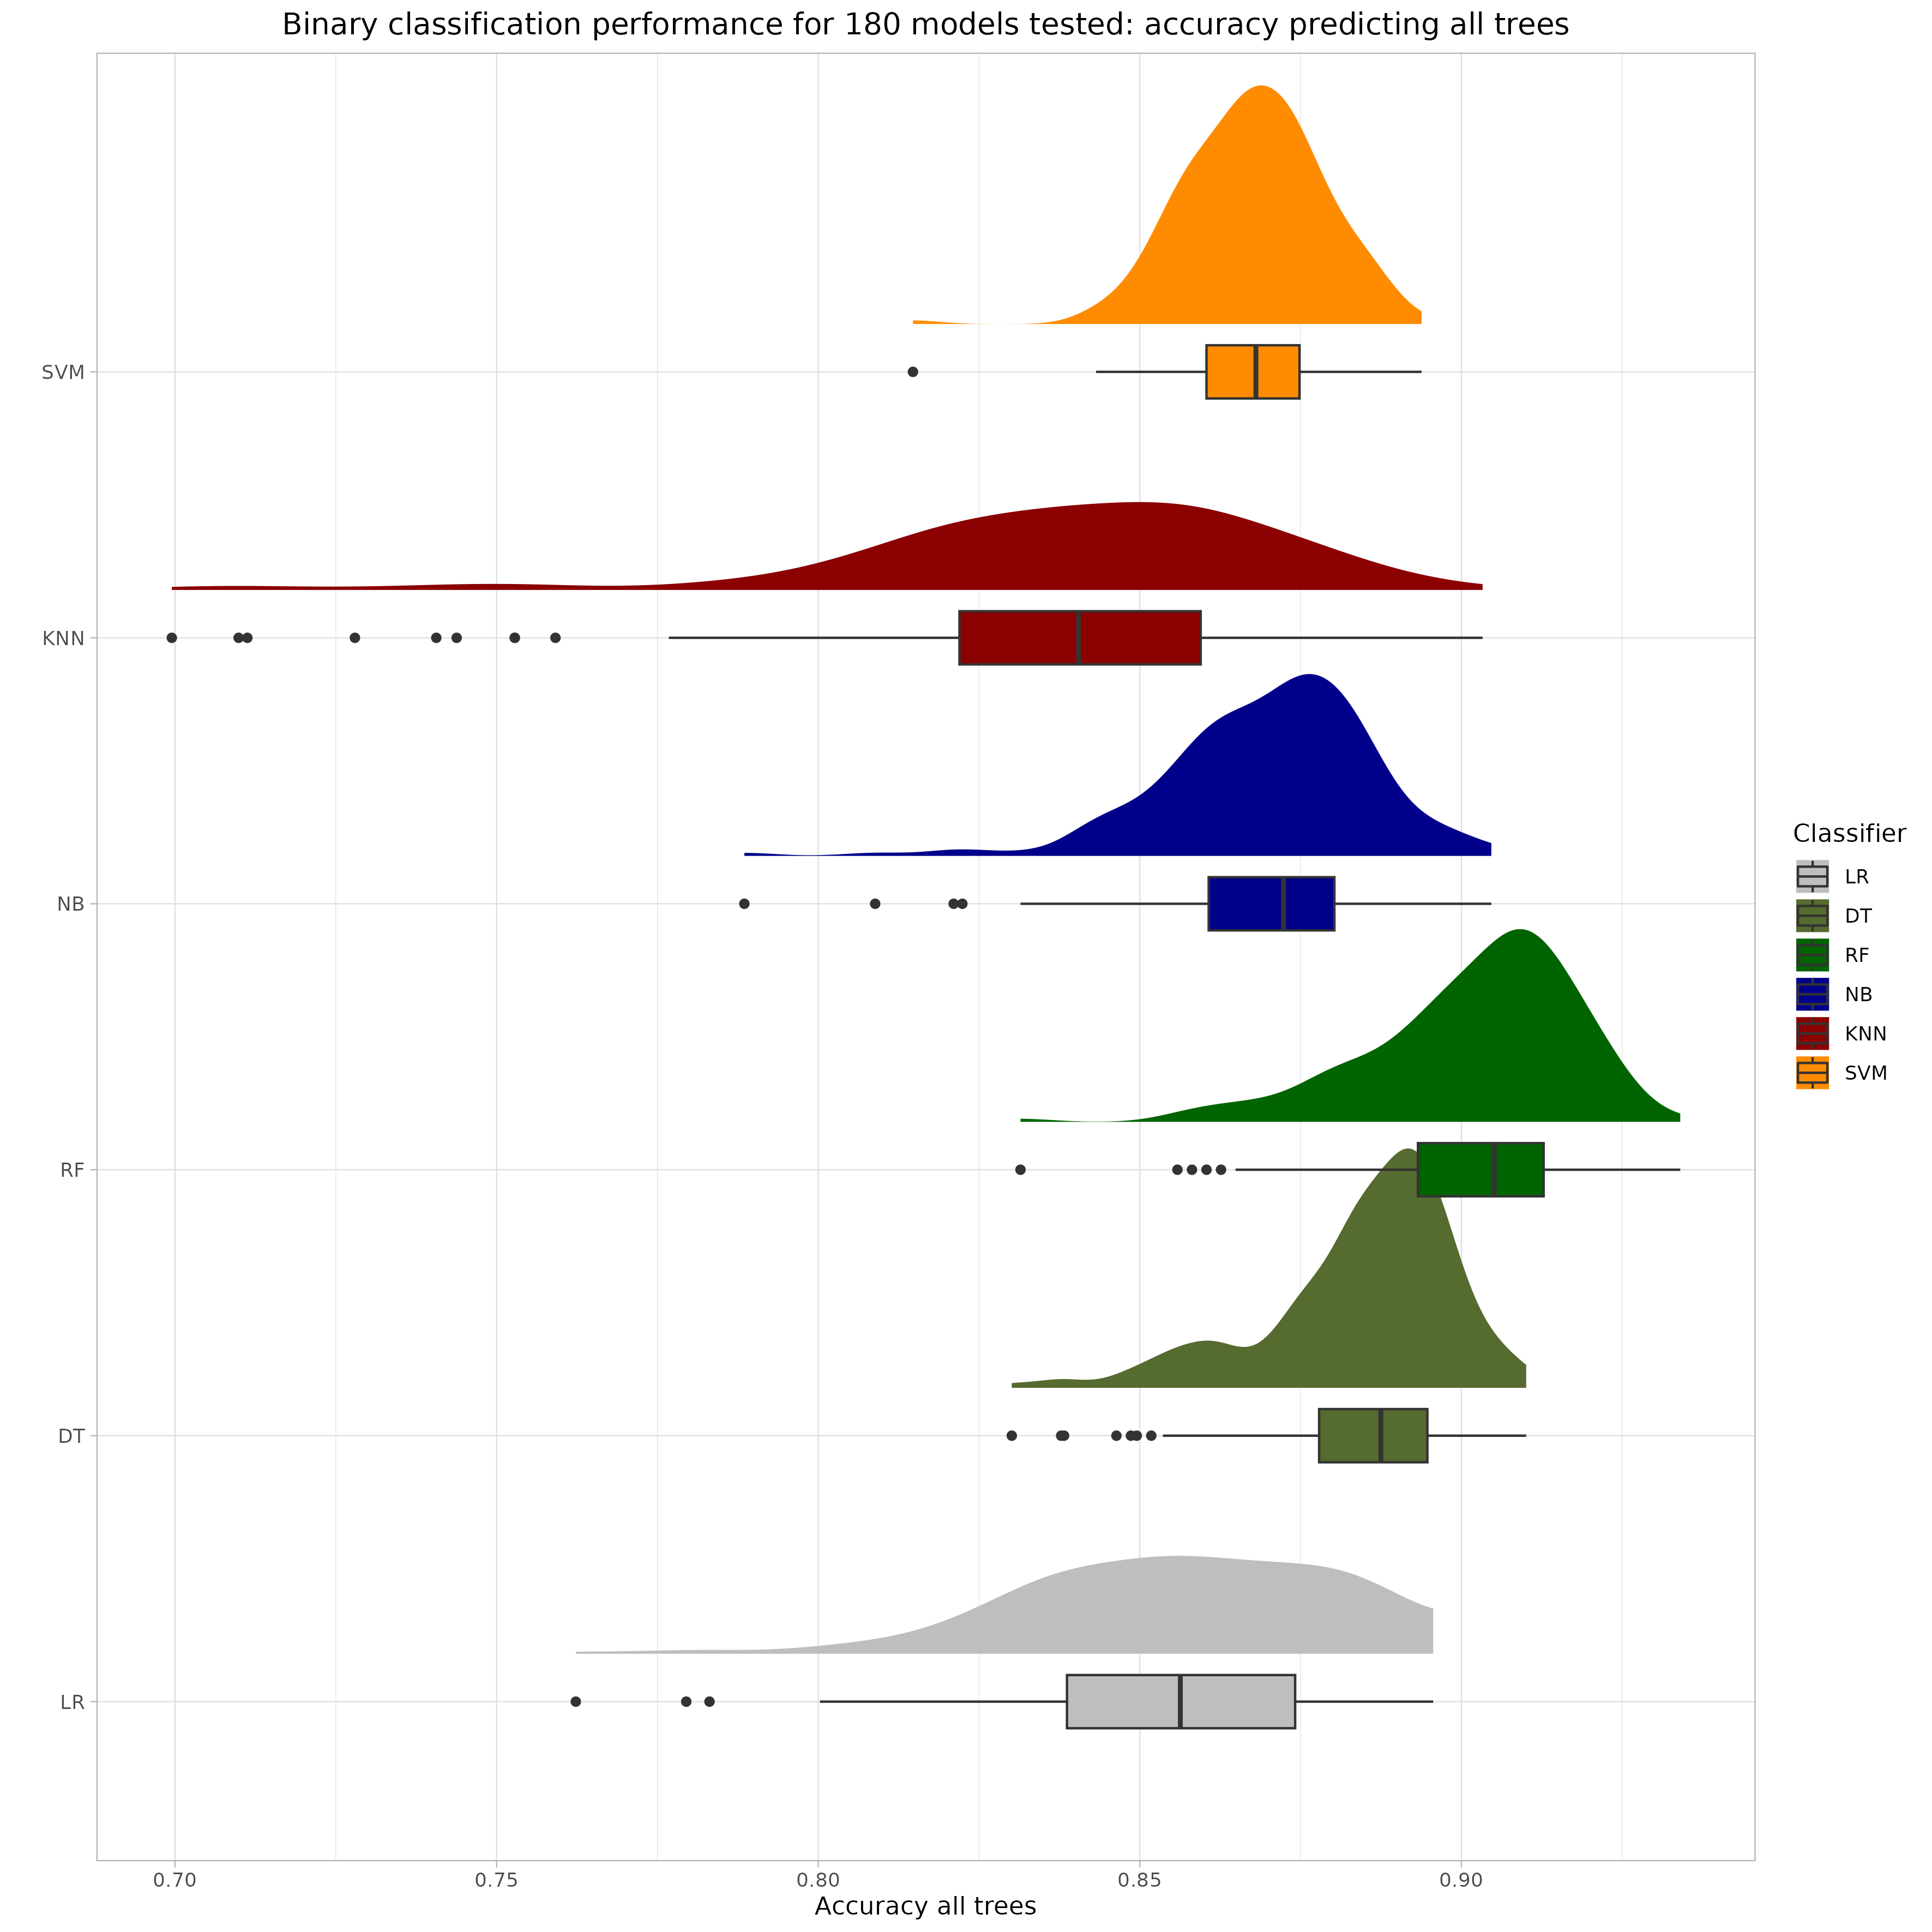 Binary classification performance for 180 models tested: accuracy predicting all trees
SVM
KNN
NB
RF
DT
LR
0.70
0.75
0.80
0.85
0.90
Accuracy all trees
Classifier
LR
DT
RF
NB
KNN
SVM